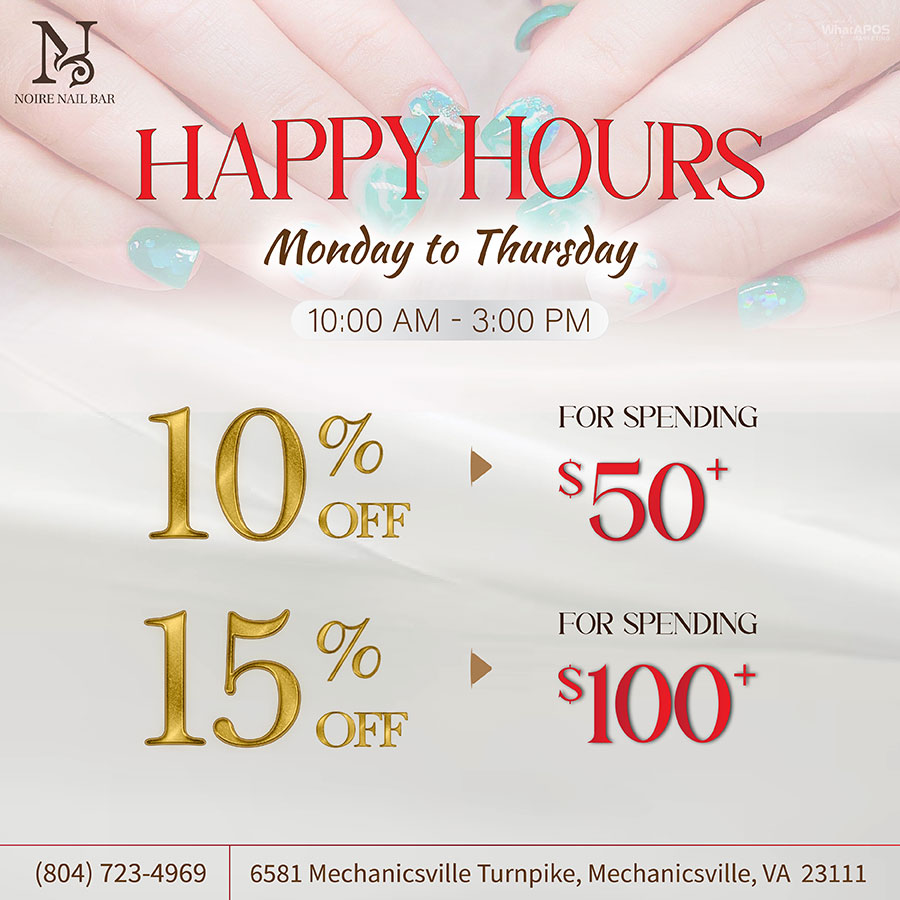 NOIRE NAIL BAR
WhatAPOS
HAPPY HOURS
Monday to Thursday
10:00 AM - 3:00 PM
10% OFF
FOR SPENDING
$50+
15% OFF
FOR SPENDING
$100+
(804) 723-4969
6581 Mechanicsville Turnpike, Mechanicsville, VA 23111